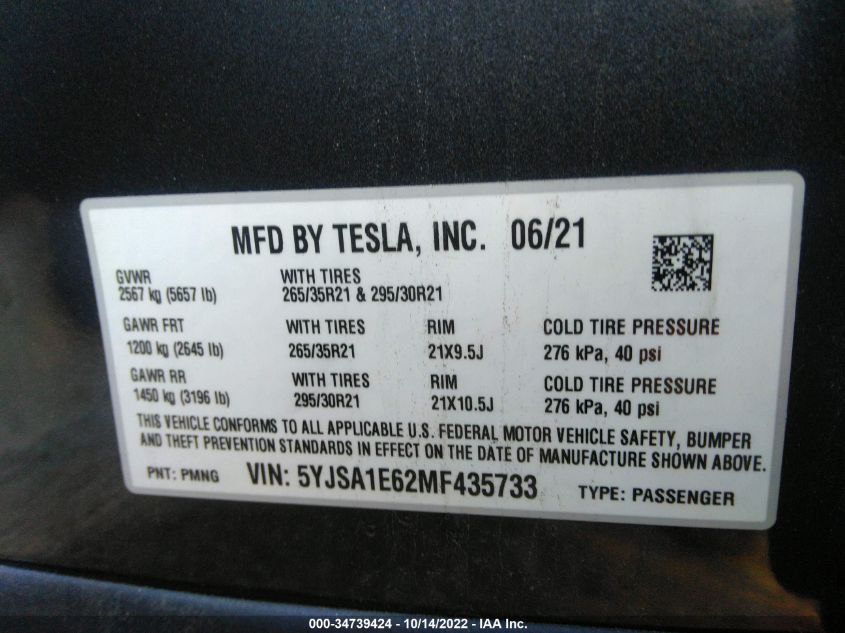 MFD BY TESLA, INC. 06/21
GVWR WITH TIRES
2567 kg (5657 lb) 265/35R21 & 295/30R21
GAWR FRT WITH TIRES RIM COLD TIRE PRESSURE
1200 kg (2645 lb) 265/35R21 21X9.5J 276 kPa, 40 psi
GAWR RR WITH TIRES RIM COLD TIRE PRESSURE
1450 kg (3196 lb) 295/30R21 21X10.5J 276 kPa, 40 psi
THIS VEHICLE CONFORMS TO ALL APPLICABLE U.S. FEDERAL MOTOR VEHICLE SAFETY, BUMPER
AND THEFT PREVENTION STANDARDS IN EFFECT ON THE DATE OF MANUFACTURE SHOWN ABOVE.
PNT: PMNG VIN: 5YJSA1E62MF435733 TYPE: PASSENGER
000-34739424 - 10/14/2022 - IAA Inc.